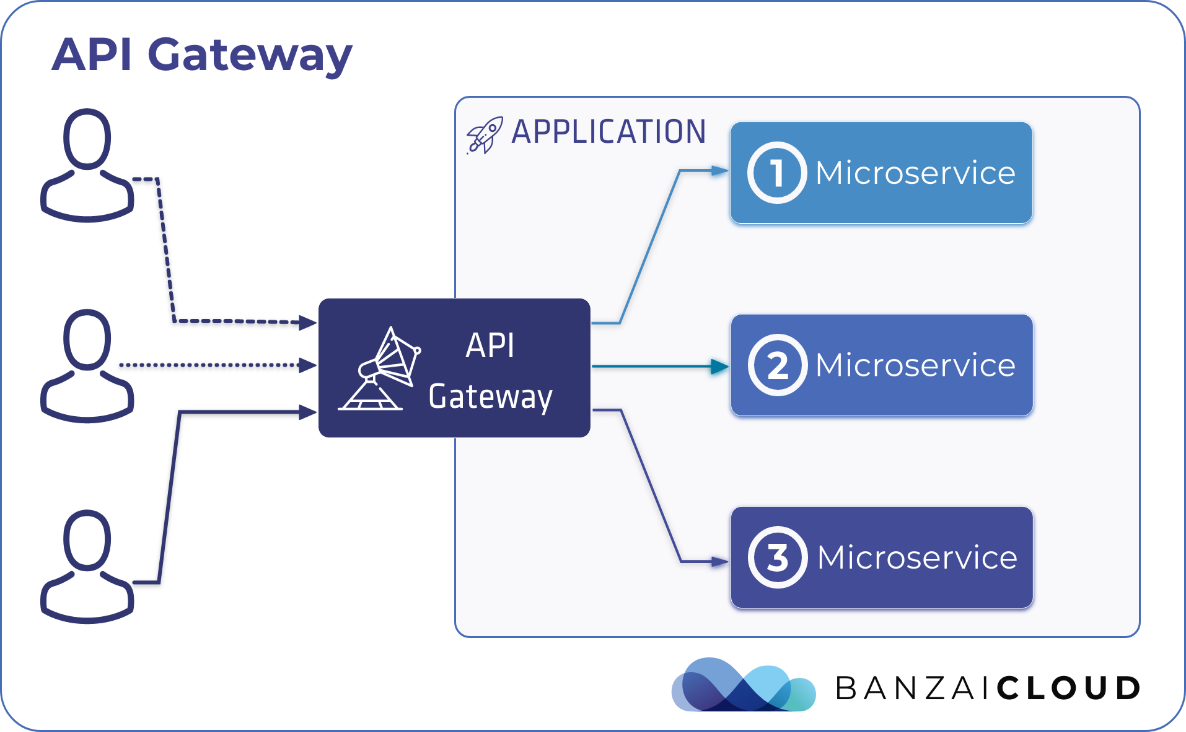 API Gateway
APPLICATION
1 Microservice
API
Gateway
2 Microservice
3 Microservice
BANZAICLOUD